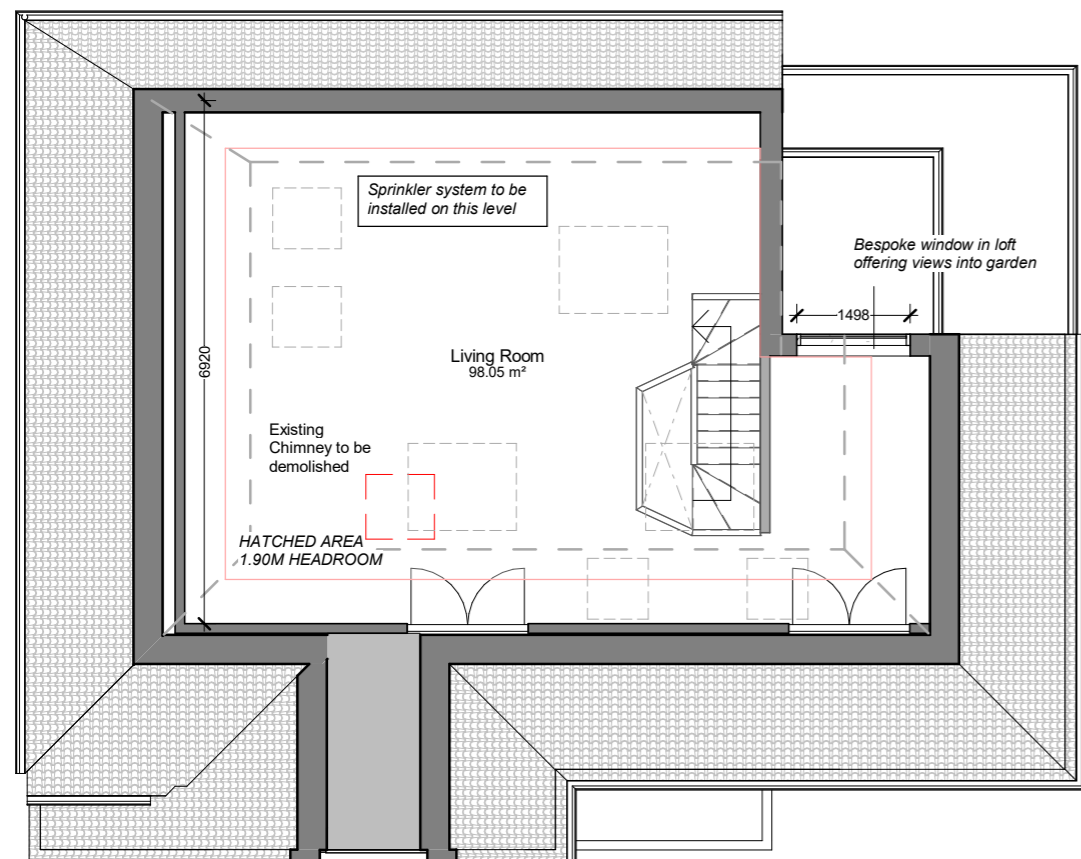 Sprinkler system to be
installed on this level
Bespoke window in loft
offering views into garden
1498
6920
Living Room
98.05 m²
Existing
Chimney to be
demolished
HATCHED AREA
1.90M HEADROOM